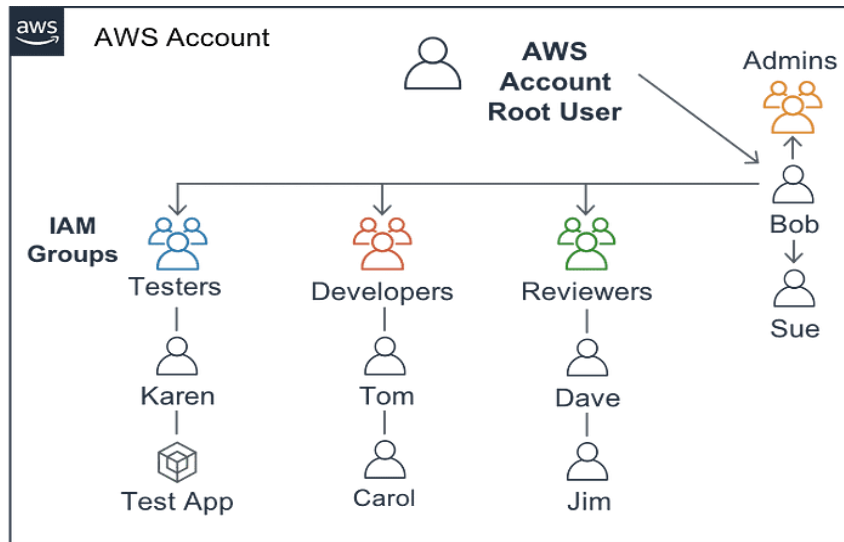 aws
AWS Account
AWS
Account
Root User
Admins
Bob
Sue
IAM
Groups
Testers
Developers
Reviewers
Karen
Tom
Dave
Test App
Carol
Jim